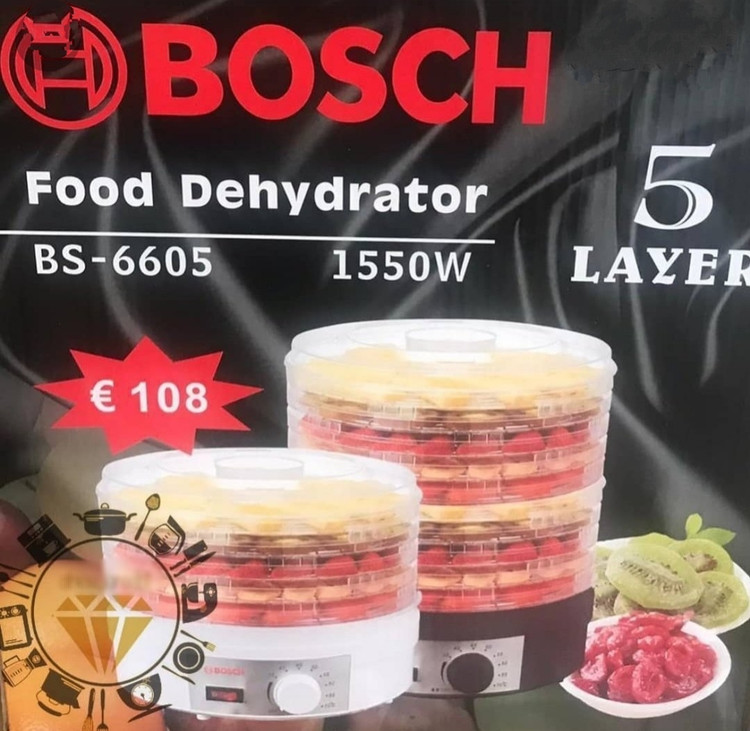 BOSCH
Food Dehydrator
5
BS-6605 1550W
LAYER
€ 108
BOSCH